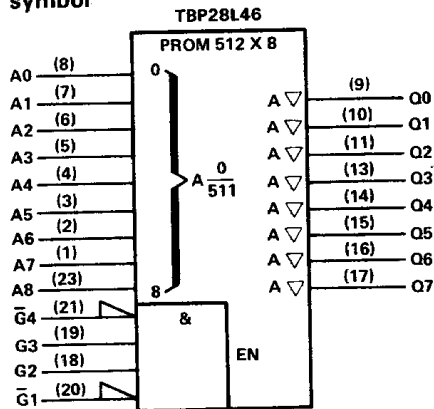 symbol
TBP28L46
PROM 512 X 8
A0 (8) 0
A1 (7)
A2 (6)
A3 (5)
A4 (4)
A5 (3)
A6 (2)
A7 (1)
A8 (23) 8
A 0/511
G̅4 (21) &
G3 (19)
G2 (18)
G̅1 (20)
EN
A ▽ (9) Q0
A ▽ (10) Q1
A ▽ (11) Q2
A ▽ (13) Q3
A ▽ (14) Q4
A ▽ (15) Q5
A ▽ (16) Q6
A ▽ (17) Q7